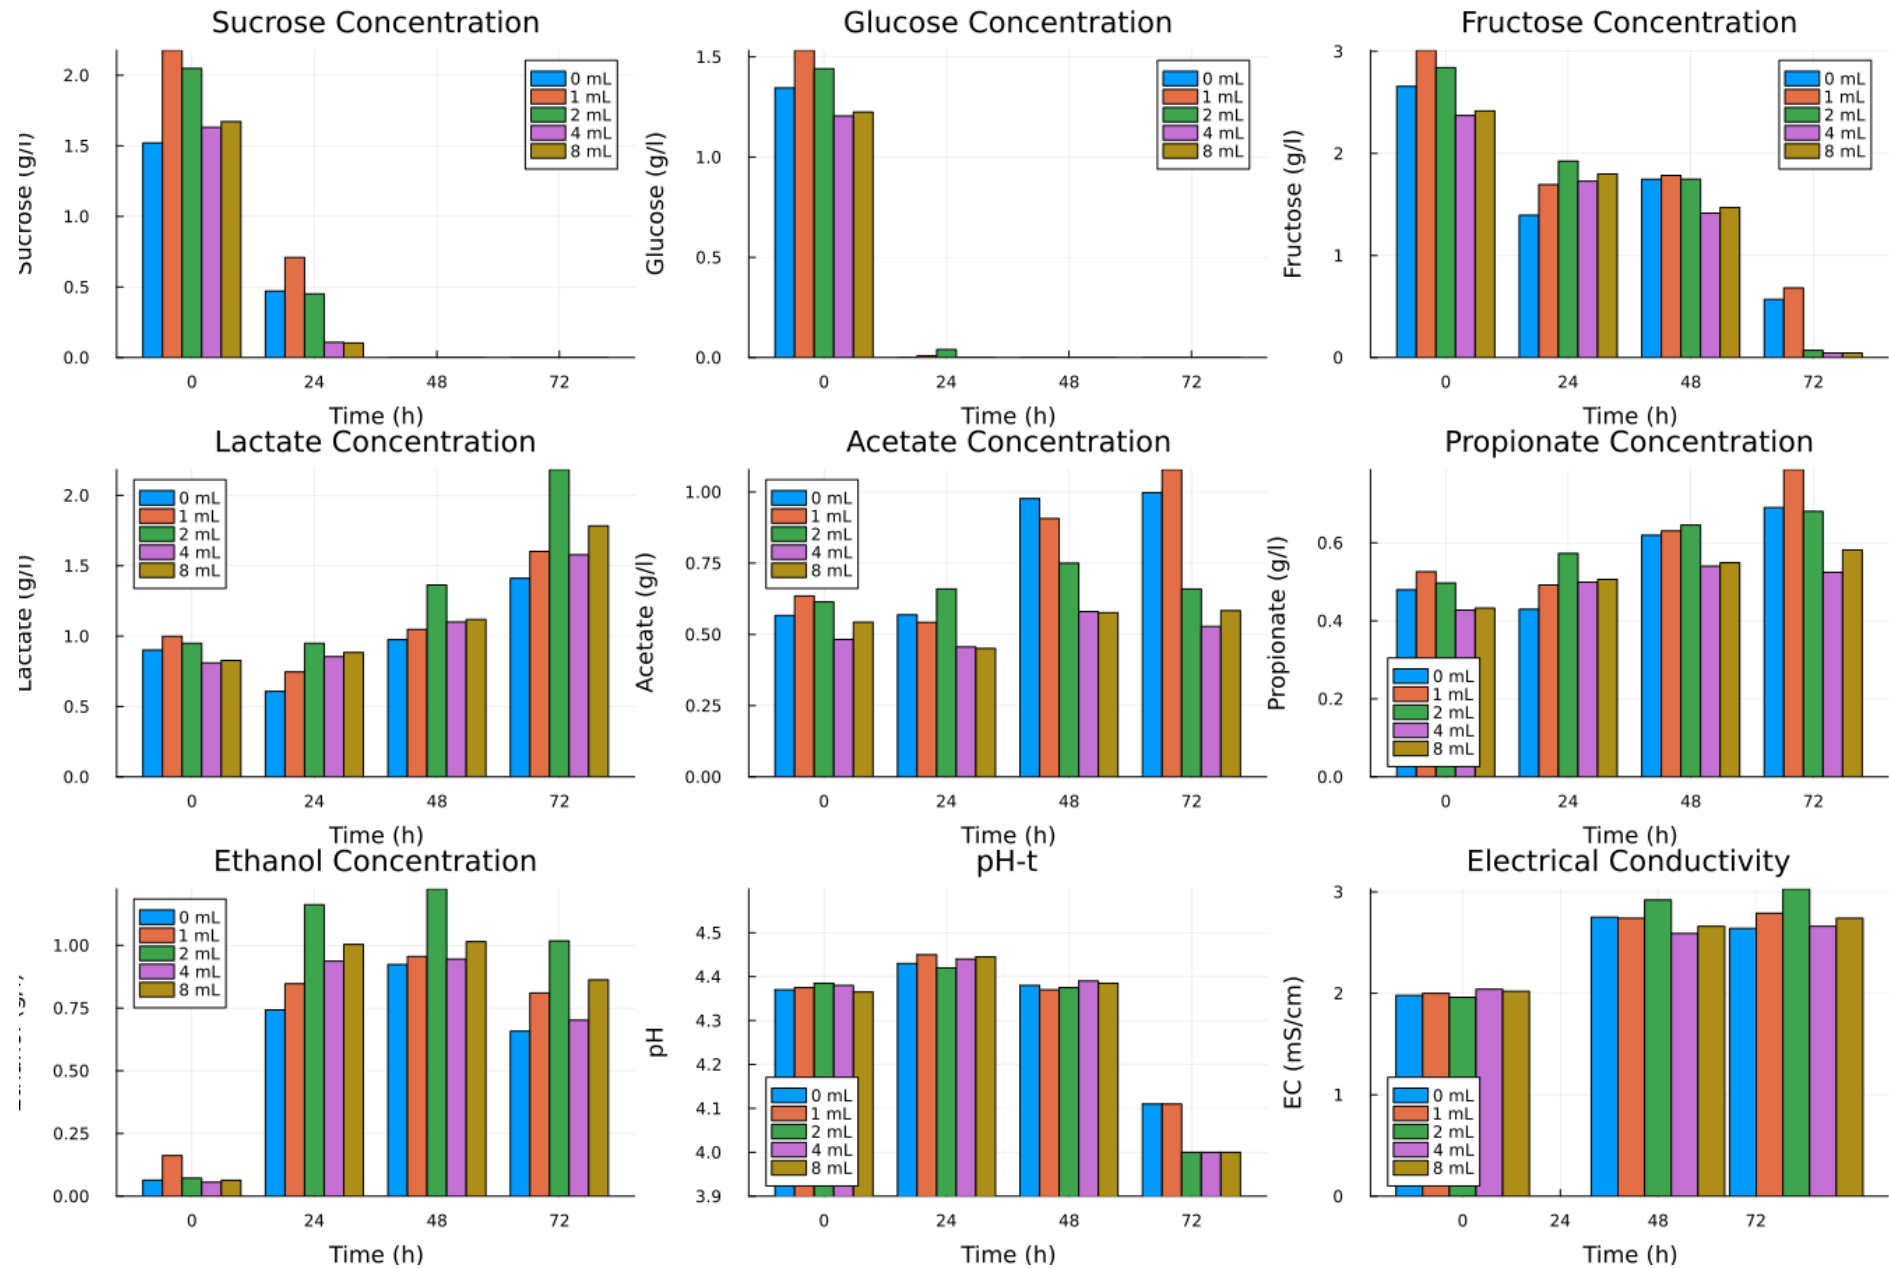 Sucrose Concentration
Sucrose (g/l)
2.0
1.5
1.0
0.5
0.0
0 24 48 72
Time (h)
0 mL
1 mL
2 mL
4 mL
8 mL
Glucose Concentration
Glucose (g/l)
1.5
1.0
0.5
0.0
0 24 48 72
Time (h)
0 mL
1 mL
2 mL
4 mL
8 mL
Fructose Concentration
Fructose (g/l)
3
2
1
0
0 24 48 72
Time (h)
0 mL
1 mL
2 mL
4 mL
8 mL
Lactate Concentration
Lactate (g/l)
2.0
1.5
1.0
0.5
0.0
0 24 48 72
Time (h)
0 mL
1 mL
2 mL
4 mL
8 mL
Acetate Concentration
Acetate (g/l)
1.00
0.75
0.50
0.25
0.00
0 24 48 72
Time (h)
0 mL
1 mL
2 mL
4 mL
8 mL
Propionate Concentration
Propionate (g/l)
0.6
0.4
0.2
0.0
0 24 48 72
Time (h)
0 mL
1 mL
2 mL
4 mL
8 mL
Ethanol Concentration
1.00
0.75
0.50
0.25
0.00
0 24 48 72
Time (h)
0 mL
1 mL
2 mL
4 mL
8 mL
pH-t
pH
4.5
4.4
4.3
4.2
4.1
4.0
3.9
0 24 48 72
Time (h)
0 mL
1 mL
2 mL
4 mL
8 mL
Electrical Conductivity
EC (mS/cm)
3
2
1
0
0 24 48 72
Time (h)
0 mL
1 mL
2 mL
4 mL
8 mL